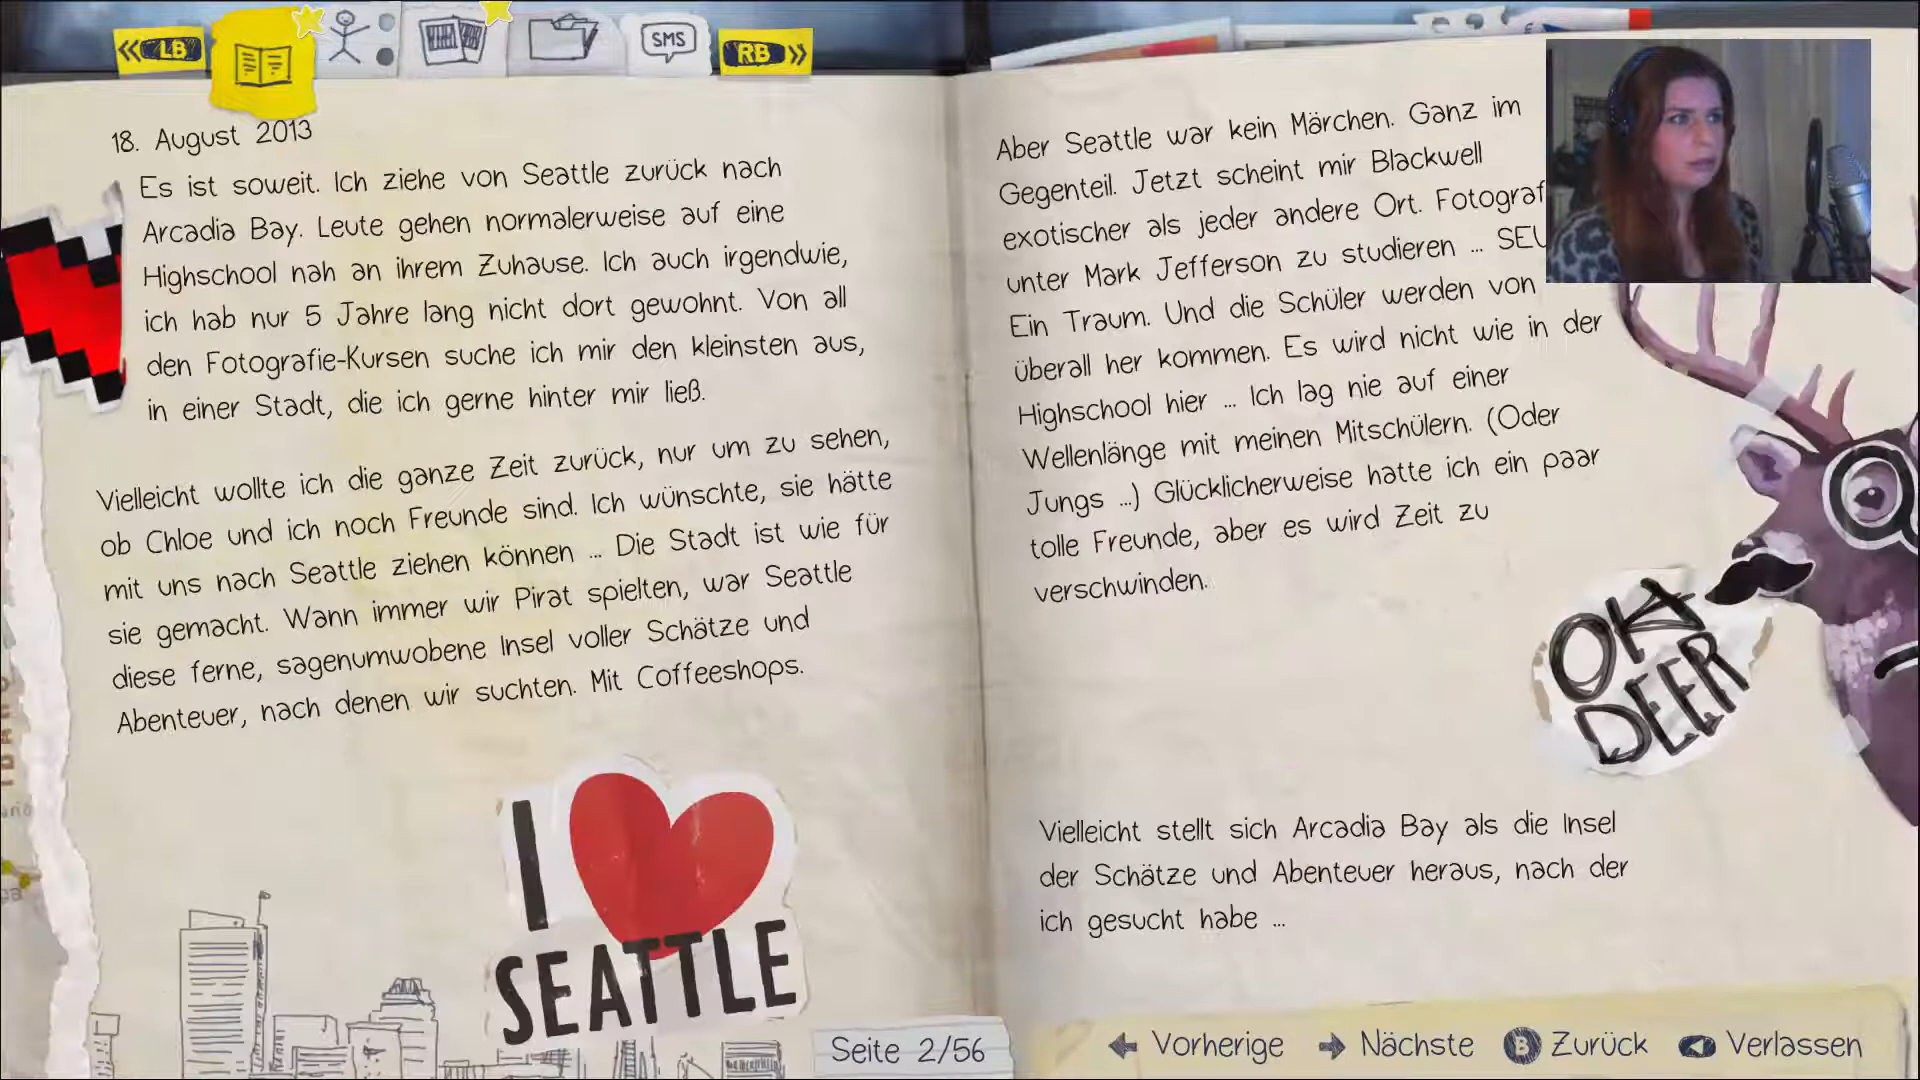 LB
SMS
RB
18. August 2013
Es ist soweit. Ich ziehe von Seattle zurück nach
Arcadia Bay. Leute gehen normalerweise auf eine
Highschool nah an ihrem Zuhause. Ich auch irgendwie,
ich hab nur 5 Jahre lang nicht dort gewohnt. Von all
den Fotografie-Kursen suche ich mir den kleinsten aus,
in einer Stadt, die ich gerne hinter mir ließ.
Vielleicht wollte ich die ganze Zeit zurück, nur um zu sehen,
ob Chloe und ich noch Freunde sind. Ich wünschte, sie hätte
mit uns nach Seattle ziehen können ... Die Stadt ist wie für
sie gemacht. Wann immer wir Pirat spielten, war Seattle
diese ferne, sagenumwobene Insel voller Schätze und
Abenteuer, nach denen wir suchten. Mit Coffeeshops.
I
SEATTLE
Aber Seattle war kein Märchen. Ganz im
Gegenteil. Jetzt scheint mir Blackwell
exotischer als jeder andere Ort. Fotograf
unter Mark Jefferson zu studieren ...
Ein Traum. Und die Schüler werden von
überall her kommen. Es wird nicht wie in der
Highschool hier ... Ich lag nie auf einer
Wellenlänge mit meinen Mitschülern. (Oder
Jungs ...) Glücklicherweise hatte ich ein paar
tolle Freunde, aber es wird Zeit zu
verschwinden.
OH
DEER
Vielleicht stellt sich Arcadia Bay als die Insel
der Schätze und Abenteuer heraus, nach der
ich gesucht habe ...
Seite 2/56
Vorherige
Nächste
B Zurück
Verlassen